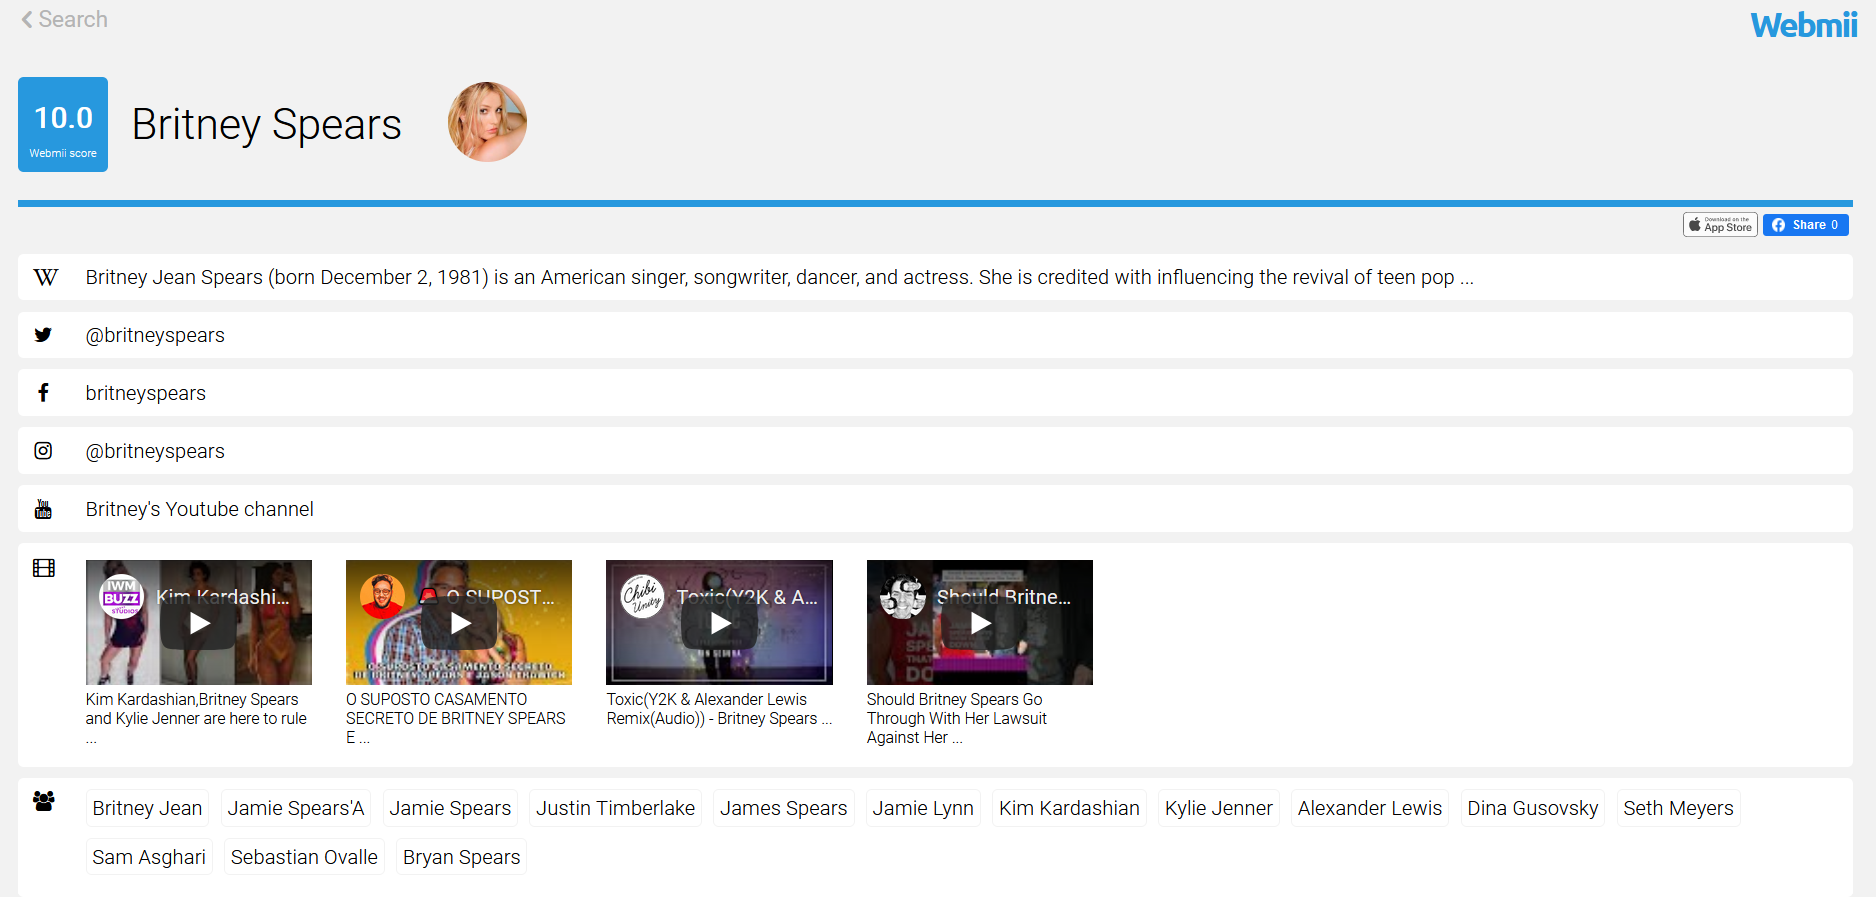 Search
Webmii
10.0
Webmii score
Britney Spears
Download on the
App Store
Share 0
W Britney Jean Spears (born December 2, 1981) is an American singer, songwriter, dancer, and actress. She is credited with influencing the revival of teen pop ...
@britneyspears
britneyspears
@britneyspears
You
Tube
Britney's Youtube channel
IWM
BUZZ
STUDIOS
Kim Kardashi...
O SUPOST...
O SUPOSTO CASAMENTO SECRETO
DE BRITNEY SPEARS E JASON
Chibi
Unity
Toxic(Y2K & A...
Should Britne...
Kim Kardashian,Britney Spears
and Kylie Jenner are here to rule
...
O SUPOSTO CASAMENTO
SECRETO DE BRITNEY SPEARS
E ...
Toxic(Y2K & Alexander Lewis
Remix(Audio)) - Britney Spears ...
Should Britney Spears Go
Through With Her Lawsuit
Against Her ...
Britney Jean Jamie Spears'A Jamie Spears Justin Timberlake James Spears Jamie Lynn Kim Kardashian Kylie Jenner Alexander Lewis Dina Gusovsky Seth Meyers
Sam Asghari Sebastian Ovalle Bryan Spears